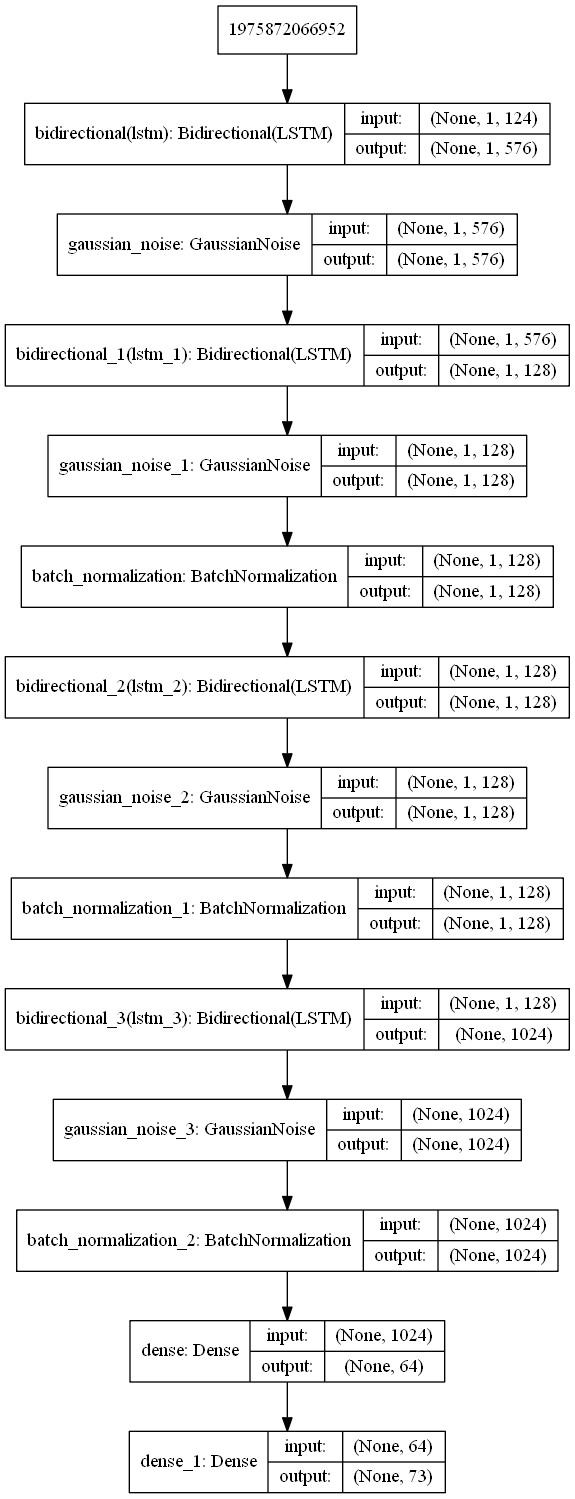 1975872066952
bidirectional(lstm): Bidirectional(LSTM)
input: (None, 1, 124)
output: (None, 1, 576)
gaussian_noise: GaussianNoise
input: (None, 1, 576)
output: (None, 1, 576)
bidirectional_1(lstm_1): Bidirectional(LSTM)
input: (None, 1, 576)
output: (None, 1, 128)
gaussian_noise_1: GaussianNoise
input: (None, 1, 128)
output: (None, 1, 128)
batch_normalization: BatchNormalization
input: (None, 1, 128)
output: (None, 1, 128)
bidirectional_2(lstm_2): Bidirectional(LSTM)
input: (None, 1, 128)
output: (None, 1, 128)
gaussian_noise_2: GaussianNoise
input: (None, 1, 128)
output: (None, 1, 128)
batch_normalization_1: BatchNormalization
input: (None, 1, 128)
output: (None, 1, 128)
bidirectional_3(lstm_3): Bidirectional(LSTM)
input: (None, 1, 128)
output: (None, 1024)
gaussian_noise_3: GaussianNoise
input: (None, 1024)
output: (None, 1024)
batch_normalization_2: BatchNormalization
input: (None, 1024)
output: (None, 1024)
dense: Dense
input: (None, 1024)
output: (None, 64)
dense_1: Dense
input: (None, 64)
output: (None, 73)